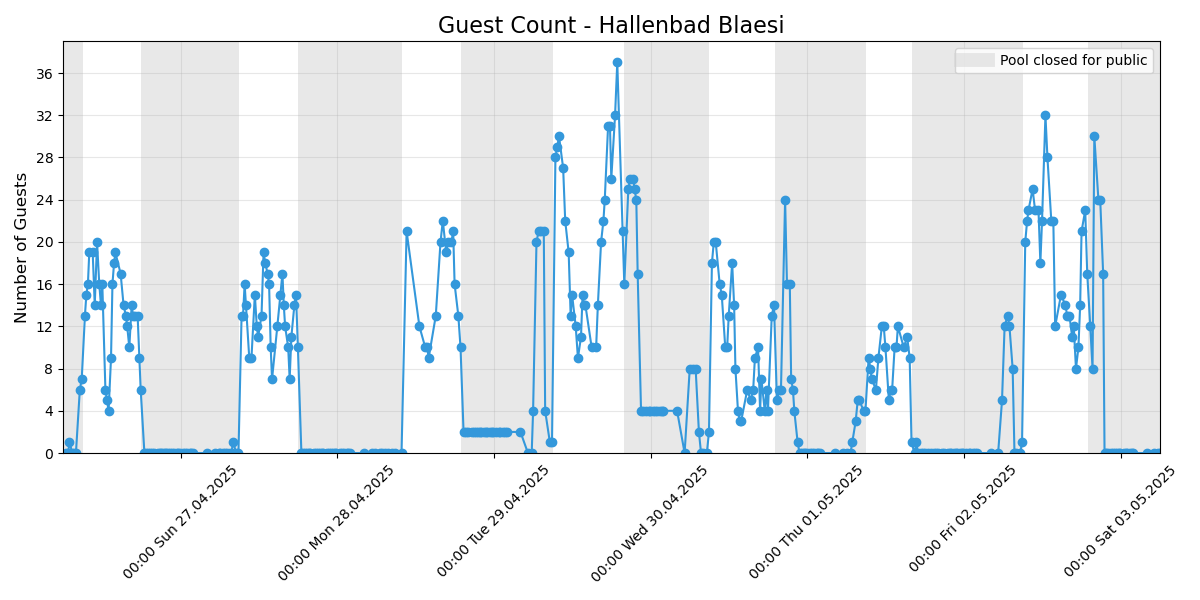 Guest Count - Hallenbad Blaesi
Pool closed for public
Number of Guests
36
32
28
24
20
16
12
8
4
0
00:00 Sun 27.04.2025
00:00 Mon 28.04.2025
00:00 Tue 29.04.2025
00:00 Wed 30.04.2025
00:00 Thu 01.05.2025
00:00 Fri 02.05.2025
00:00 Sat 03.05.2025